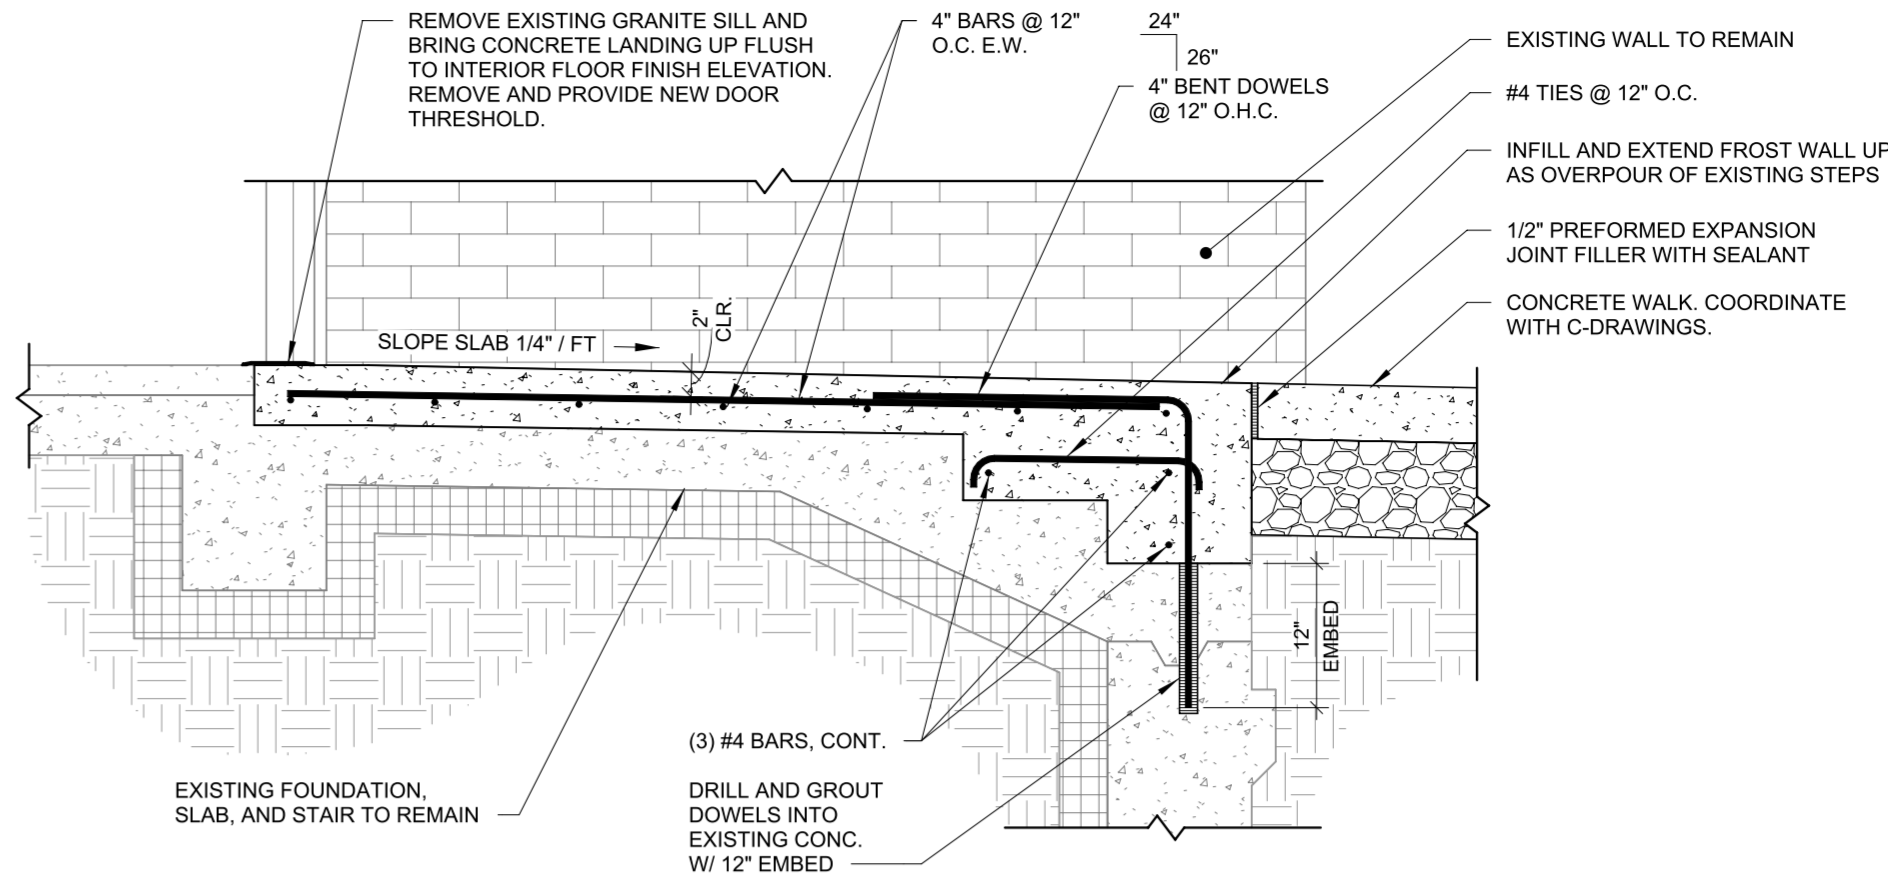 REMOVE EXISTING GRANITE SILL AND
BRING CONCRETE LANDING UP FLUSH
TO INTERIOR FLOOR FINISH ELEVATION.
REMOVE AND PROVIDE NEW DOOR
THRESHOLD.
4" BARS @ 12"
O.C. E.W.
24"
26"
4" BENT DOWELS
@ 12" O.H.C.
EXISTING WALL TO REMAIN
#4 TIES @ 12" O.C.
INFILL AND EXTEND FROST WALL UP
AS OVERPOUR OF EXISTING STEPS
1/2" PREFORMED EXPANSION
JOINT FILLER WITH SEALANT
CONCRETE WALK. COORDINATE
WITH C-DRAWINGS.
SLOPE SLAB 1/4" / FT
2"
CLR.
12"
EMBED
(3) #4 BARS, CONT.
EXISTING FOUNDATION,
SLAB, AND STAIR TO REMAIN
DRILL AND GROUT
DOWELS INTO
EXISTING CONC.
W/ 12" EMBED